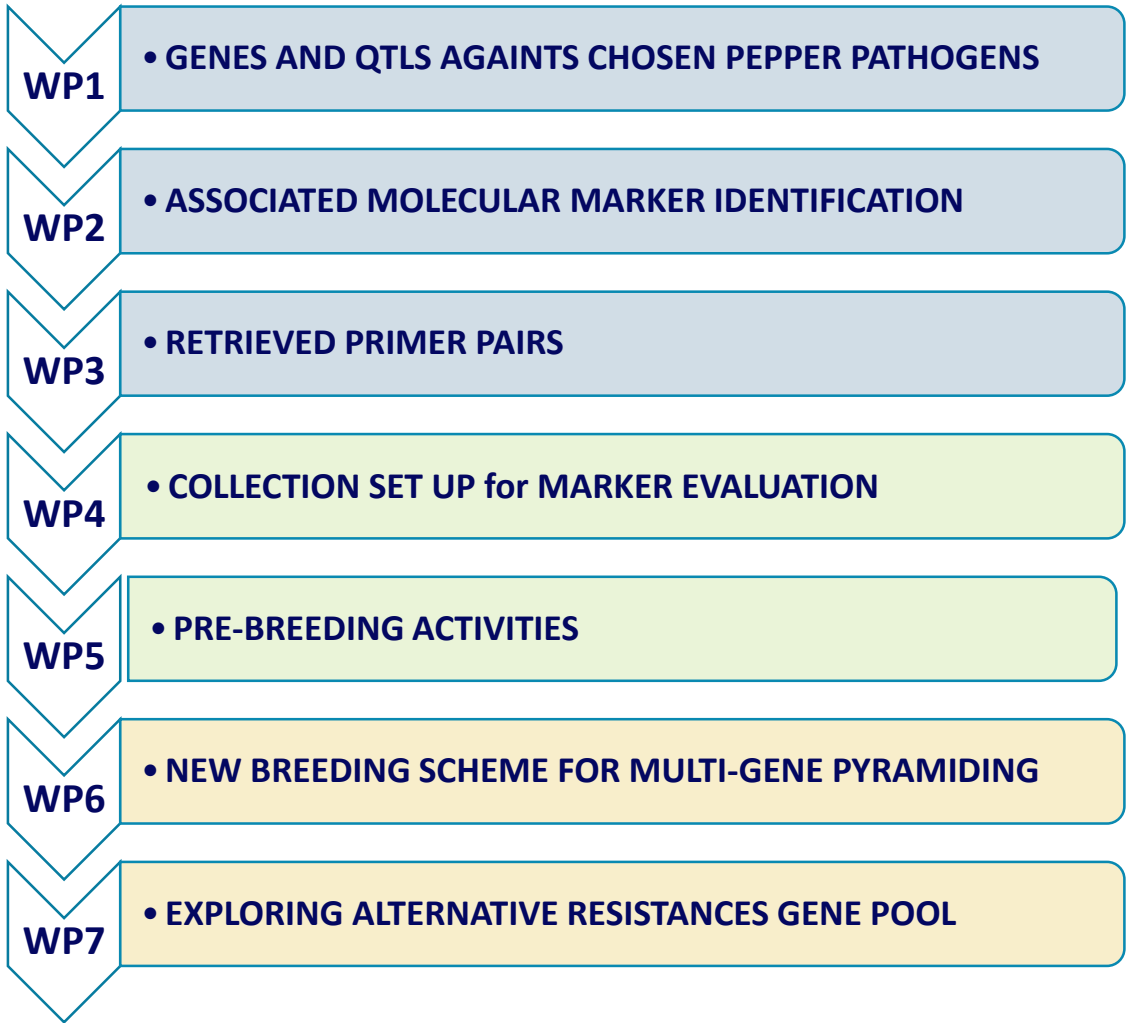 WP1
• GENES AND QTLS AGAINTS CHOSEN PEPPER PATHOGENS
WP2
• ASSOCIATED MOLECULAR MARKER IDENTIFICATION
WP3
• RETRIEVED PRIMER PAIRS
WP4
• COLLECTION SET UP for MARKER EVALUATION
WP5
• PRE-BREEDING ACTIVITIES
WP6
• NEW BREEDING SCHEME FOR MULTI-GENE PYRAMIDING
WP7
• EXPLORING ALTERNATIVE RESISTANCES GENE POOL